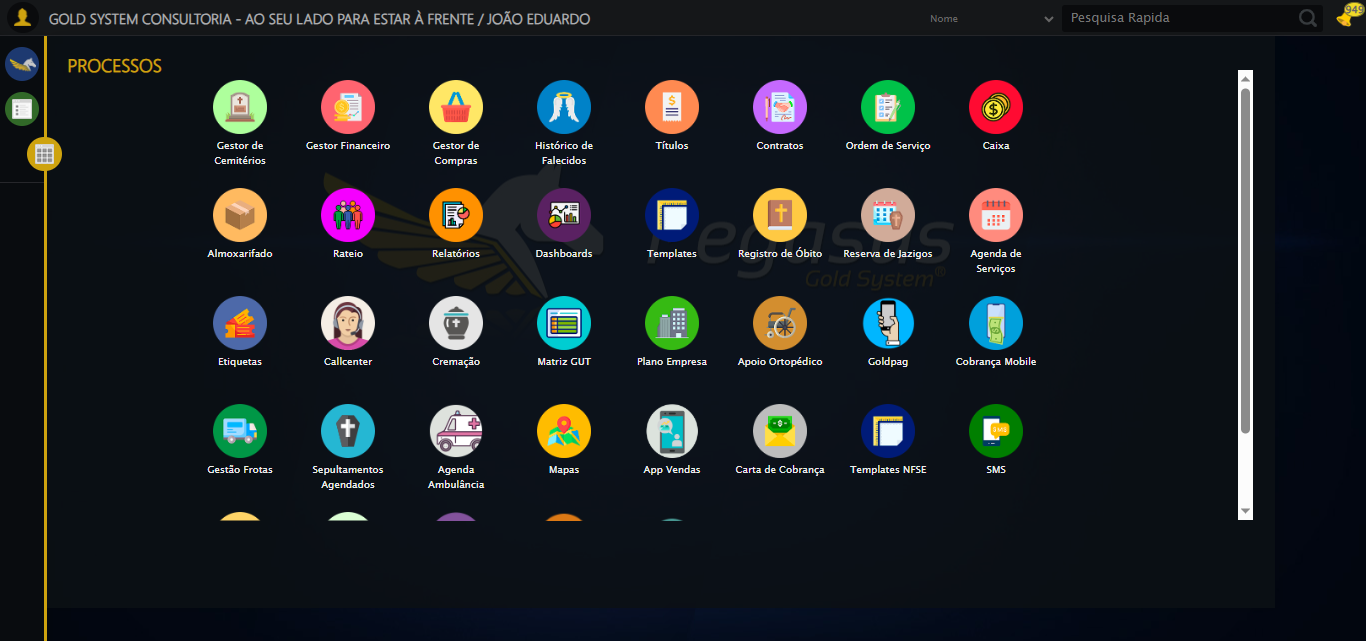 GOLD SYSTEM CONSULTORIA - AO SEU LADO PARA ESTAR À FRENTE / JOÃO EDUARDO
Nome
Pesquisa Rapida
949
PROCESSOS
Gestor de
Cemitérios
Gestor Financeiro
Gestor de
Compras
Histórico de
Falecidos
Títulos
Contratos
Ordem de Serviço
Caixa
Almoxarifado
Rateio
Relatórios
Dashboards
Templates
Registro de Óbito
Reserva de Jazigos
Agenda de
Serviços
Pegasus
Gold System®
Etiquetas
Callcenter
Cremação
Matriz GUT
Plano Empresa
Apoio Ortopédico
Goldpag
Cobrança Mobile
Gestão Frotas
Sepultamentos
Agendados
Agenda
Ambulância
Mapas
App Vendas
Carta de Cobrança
Templates NFSE
SMS
SMS